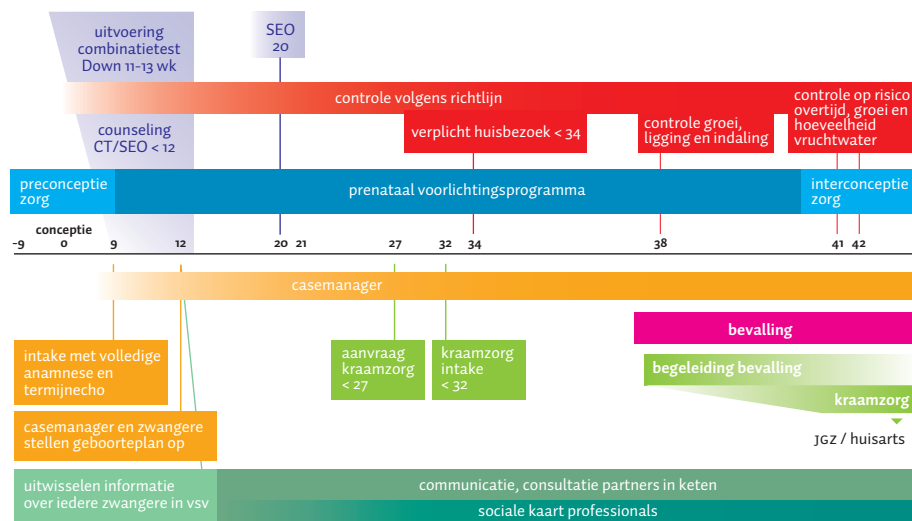 uitvoering
combinatietest
Down 11-13 wk
SEO
20
controle volgens richtlijn
controle op risico
overtijd, groei en
hoeveelheid
vruchtwater
counseling
CT/SEO < 12
verplicht huisbezoek < 34
controle groei,
ligging en indaling
preconceptie
zorg
prenataal voorlichtingsprogramma
interconceptie
zorg
conceptie
-9 0 9 12 20 21 27 32 34 38 41 42
casemanager
bevalling
intake met volledige
anamnese en
termijnecho
aanvraag
kraamzorg
< 27
kraamzorg
intake
< 32
begeleiding bevalling
kraamzorg
casemanager en zwangere
stellen geboorteplan op
JGZ / huisarts
uitwisselen informatie
over iedere zwangere in vsv
communicatie, consultatie partners in keten
sociale kaart professionals